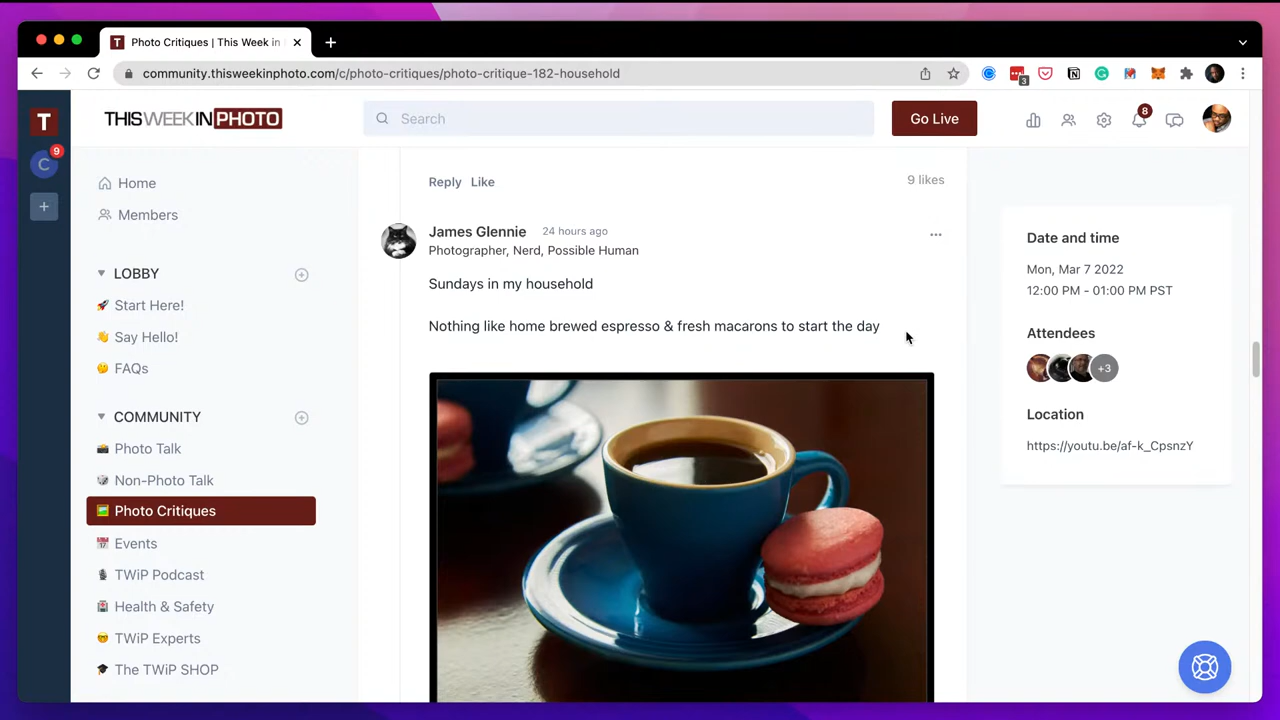 Photo Critiques | This Week in
community.thisweekinphoto.com/c/photo-critiques/photo-critique-182-household
3
T
C
9
+
THISWEEKINPHOTO
Search
Go Live
8
Home
Members
LOBBY
Start Here!
Say Hello!
FAQs
COMMUNITY
Photo Talk
Non-Photo Talk
Photo Critiques
Events
TWiP Podcast
Health & Safety
TWiP Experts
The TWiP SHOP
Reply Like
9 likes
James Glennie 24 hours ago
Photographer, Nerd, Possible Human
Sundays in my household
Nothing like home brewed espresso & fresh macarons to start the day
Date and time
Mon, Mar 7 2022
12:00 PM - 01:00 PM PST
Attendees
+3
Location
https://youtu.be/af-k_CpsnzY